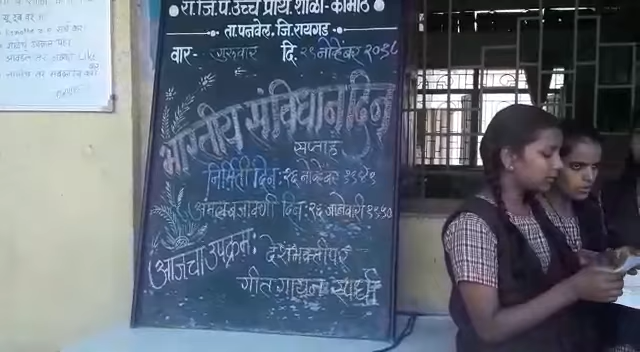 रा.जि.प. उच्च प्राथ. शाळा - कामोठे
ता. पनवेल, जि. रायगड
वार - गुरुवार दि. २९ नोव्हेंबर २०१८
भारतीय संविधान दिन
सप्ताह
निर्मिती दिन : २६ नोव्हेंबर १९४९
अंमलबजावणी दिन : २६ जानेवारी १९५०
आजचा उपक्रम : देशभक्तीपर
गीत गायन स्पर्धा